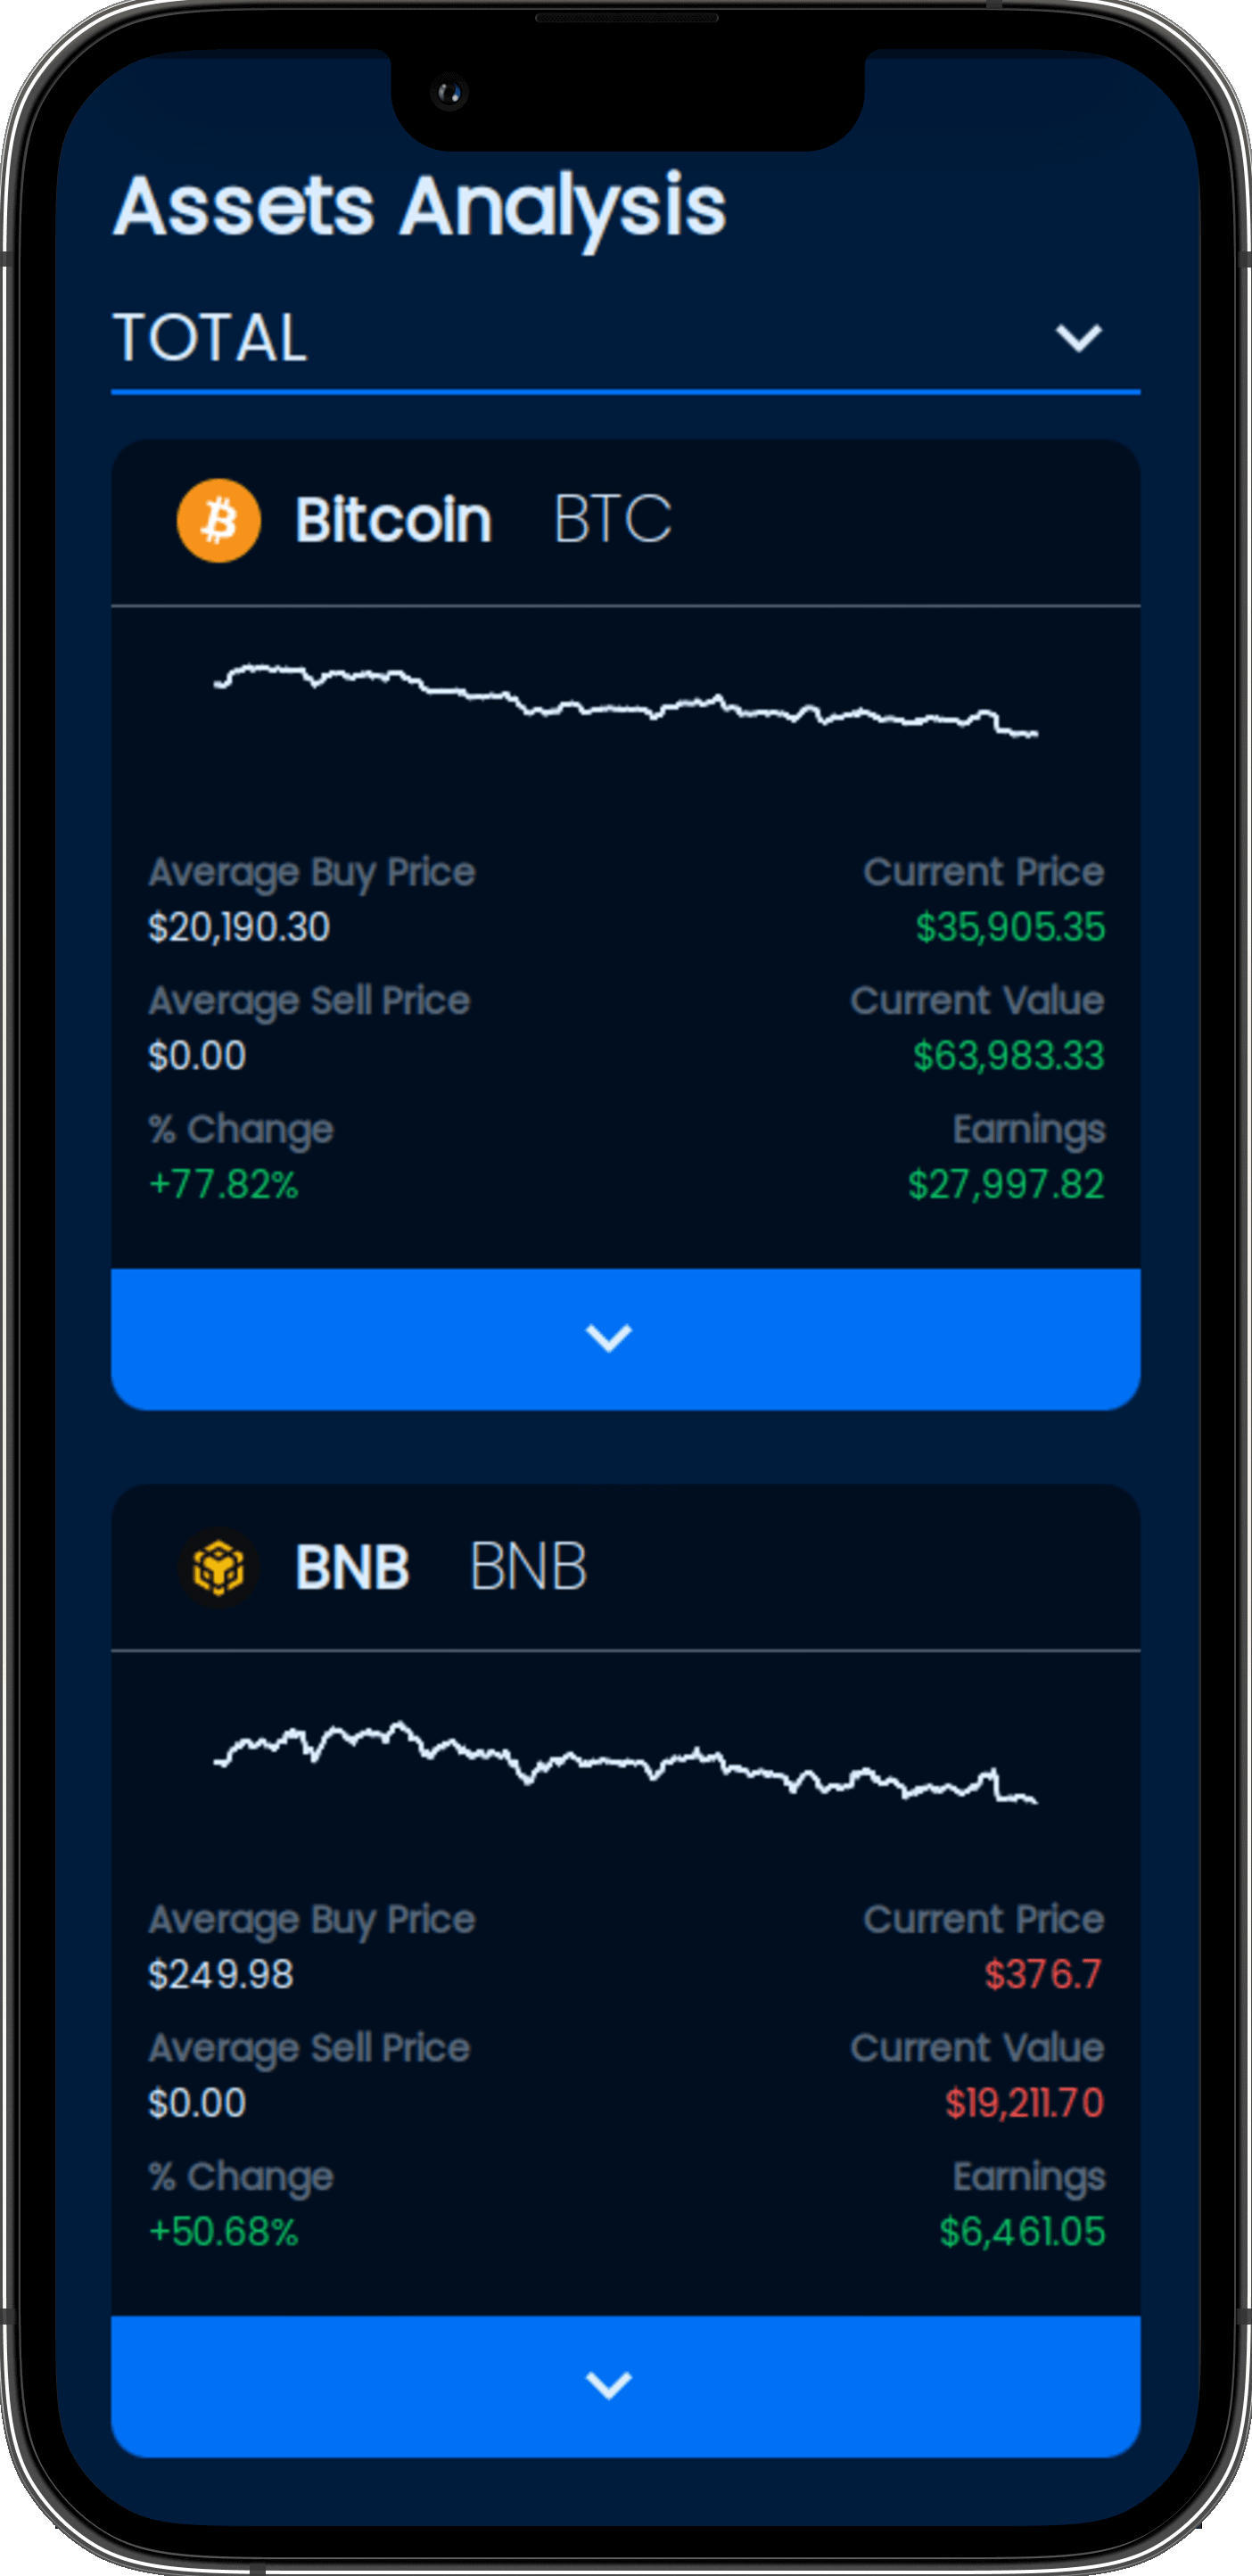 Assets Analysis
TOTAL
Bitcoin BTC
Average Buy Price Current Price
$20,190.30 $35,905.35
Average Sell Price Current Value
$0.00 $63,983.33
% Change Earnings
+77.82% $27,997.82
BNB BNB
Average Buy Price Current Price
$249.98 $376.7
Average Sell Price Current Value
$0.00 $19,211.70
% Change Earnings
+50.68% $6,461.05